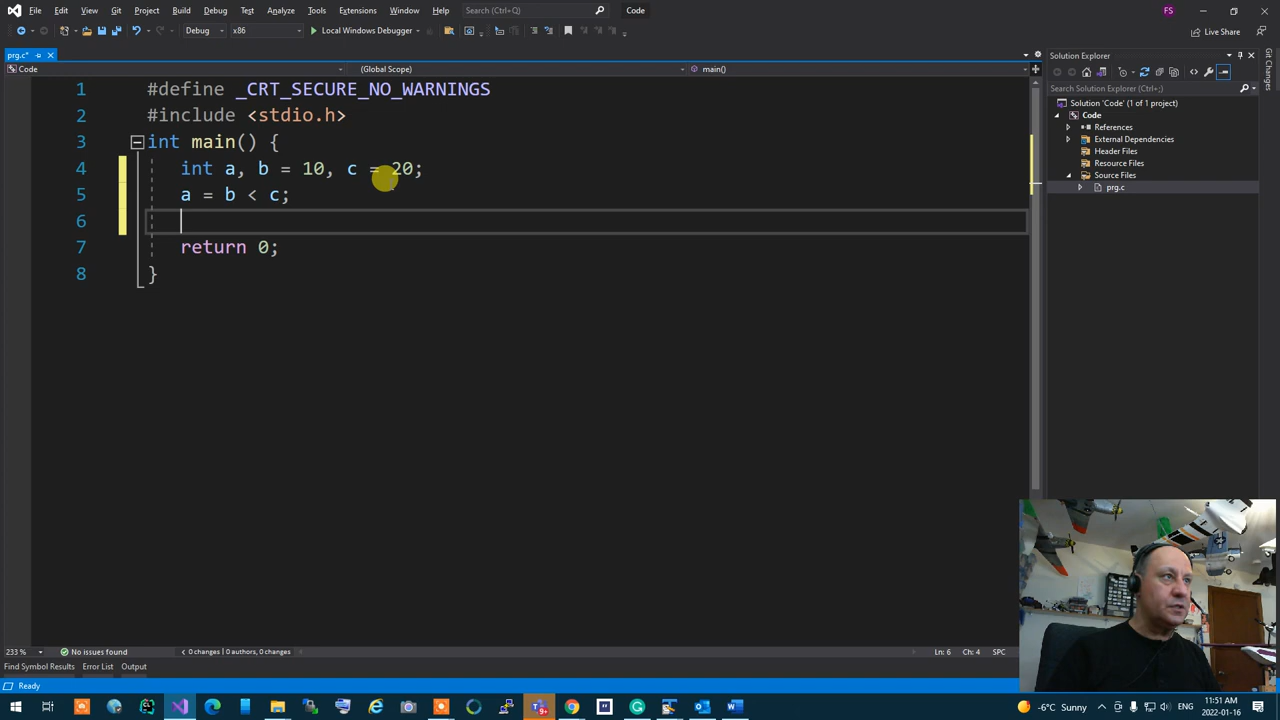 File Edit View Git Project Build Debug Test Analyze Tools Extensions Window Help Search (Ctrl+Q) Code FS
Debug x86 Local Windows Debugger Live Share
prg.c* Solution Explorer
Code (Global Scope) main()
Search Solution Explorer (Ctrl+;)
Solution 'Code' (1 of 1 project)
Code
References
External Dependencies
Header Files
Resource Files
Source Files
prg.c
Git Changes
1 #define _CRT_SECURE_NO_WARNINGS
2 #include <stdio.h>
3 int main() {
4 int a, b = 10, c = 20;
5 a = b < c;
6
7 return 0;
8 }
233 % No issues found 0 changes | 0 authors, 0 changes Ln: 6 Ch: 4 SPC
Find Symbol Results Error List Output
Ready
-6°C Sunny 11:51 AM
2022-01-16